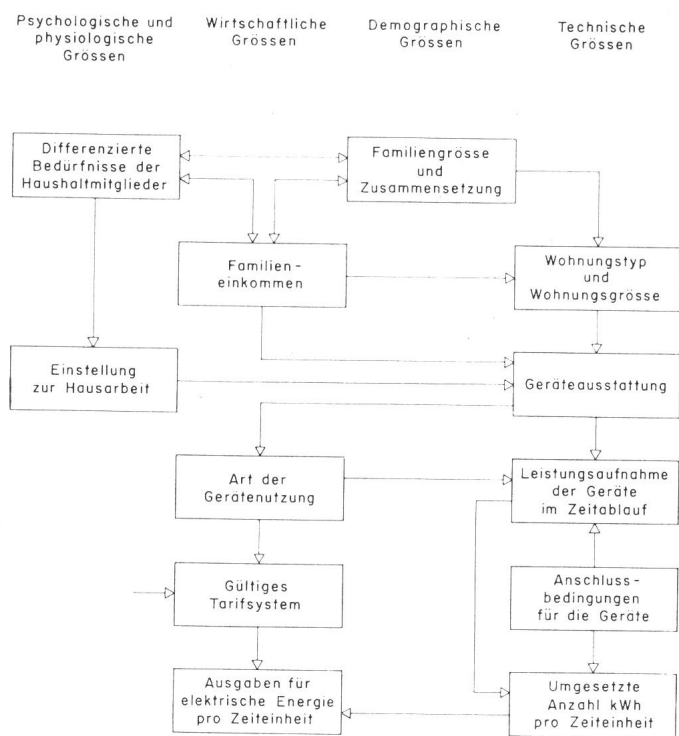 Psychologische und
physiologische
Grössen
Wirtschaftliche
Grössen
Demographische
Grössen
Technische
Grössen
Differenzierte
Bedürfnisse der
Haushaltmitglieder
Familiengrösse
und
Zusammensetzung
Familien-
einkommen
Wohnungstyp
und
Wohnungsgrösse
Einstellung
zur Hausarbeit
Geräteausstattung
Art der
Gerätenutzung
Leistungsaufnahme
der Geräte
im Zeitablauf
Gültiges
Tarifsystem
Anschluss-
bedingungen
für die Geräte
Ausgaben für
elektrische Energie
pro Zeiteinheit
Umgesetzte
Anzahl kWh
pro Zeiteinheit